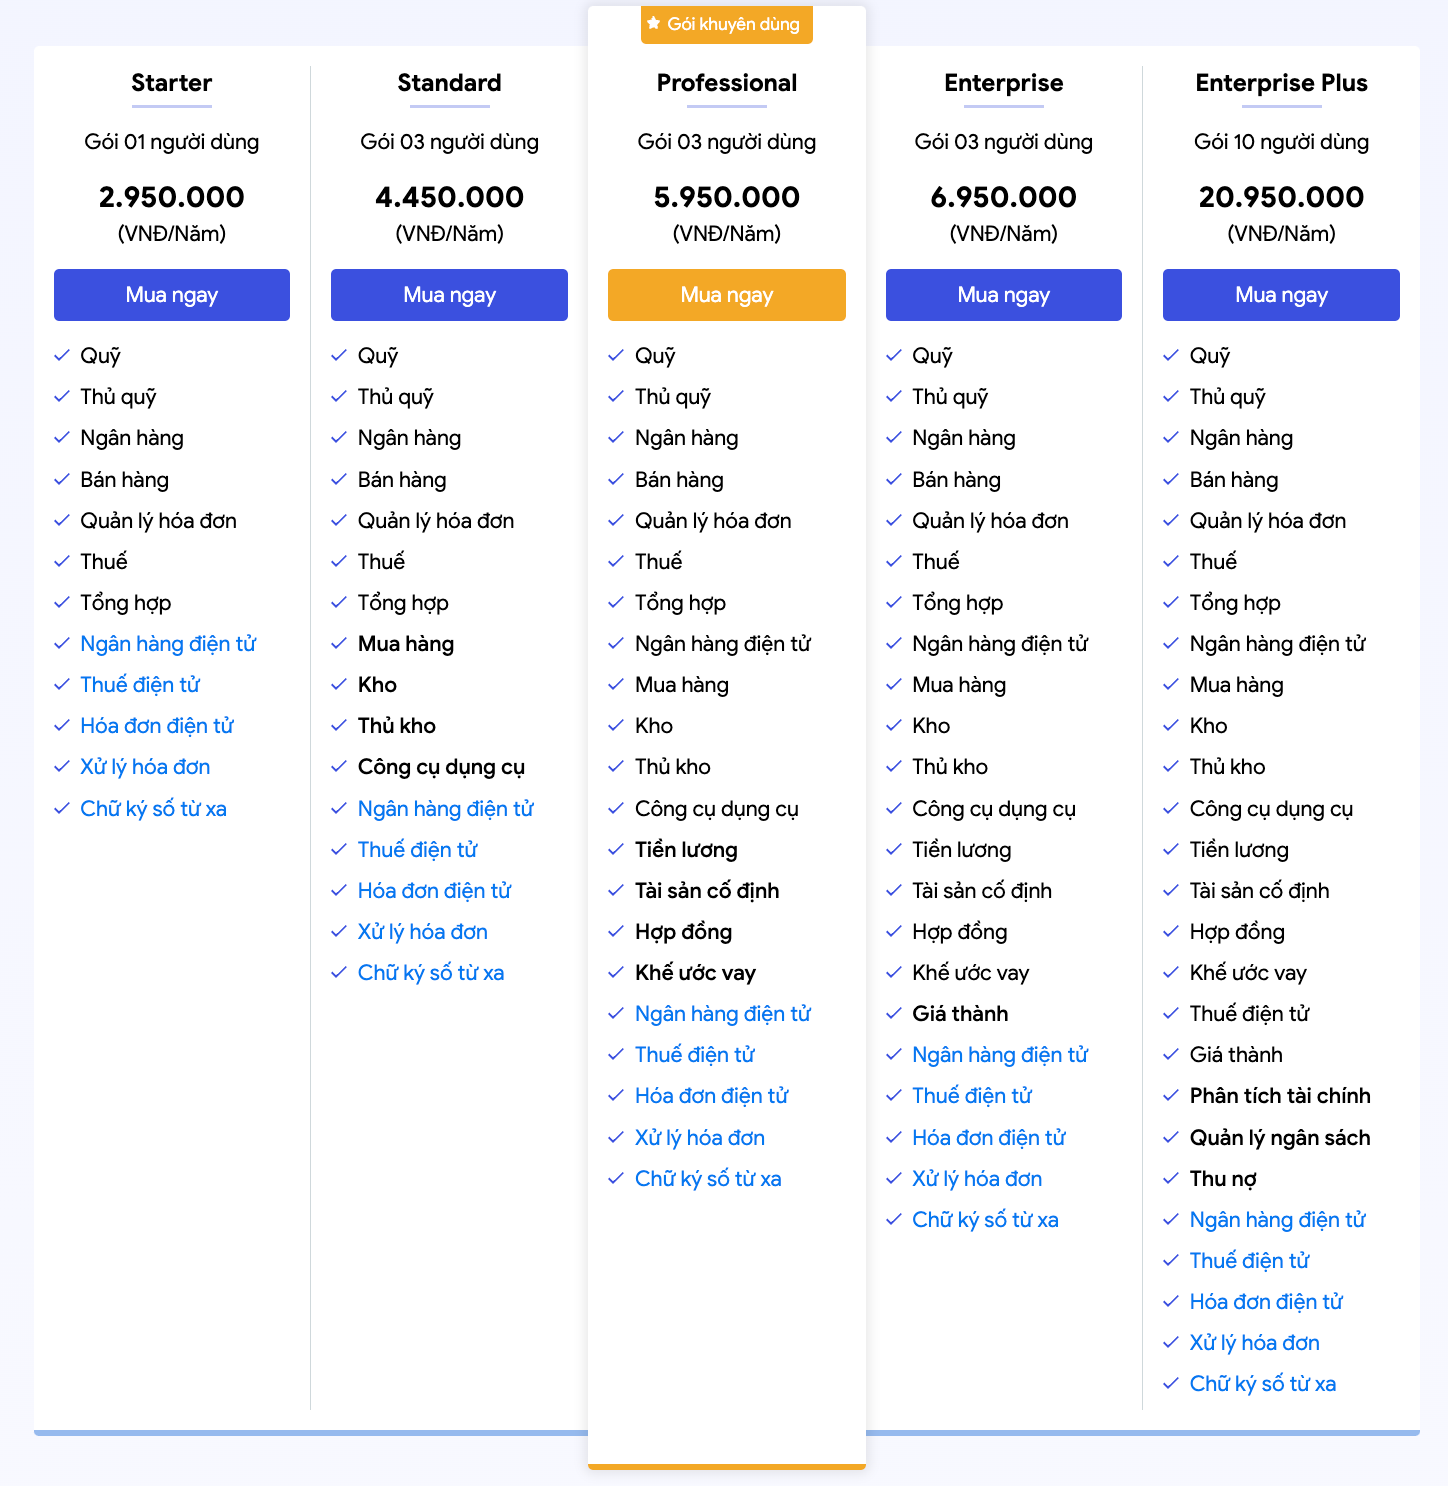 Gói khuyên dùng
Starter
Gói 01 người dùng
2.950.000
(VNĐ/Năm)
Mua ngay
Quỹ
Thủ quỹ
Ngân hàng
Bán hàng
Quản lý hóa đơn
Thuế
Tổng hợp
Ngân hàng điện tử
Thuế điện tử
Hóa đơn điện tử
Xử lý hóa đơn
Chữ ký số từ xa
Standard
Gói 03 người dùng
4.450.000
(VNĐ/Năm)
Mua ngay
Quỹ
Thủ quỹ
Ngân hàng
Bán hàng
Quản lý hóa đơn
Thuế
Tổng hợp
Mua hàng
Kho
Thủ kho
Công cụ dụng cụ
Ngân hàng điện tử
Thuế điện tử
Hóa đơn điện tử
Xử lý hóa đơn
Chữ ký số từ xa
Professional
Gói 03 người dùng
5.950.000
(VNĐ/Năm)
Mua ngay
Quỹ
Thủ quỹ
Ngân hàng
Bán hàng
Quản lý hóa đơn
Thuế
Tổng hợp
Ngân hàng điện tử
Mua hàng
Kho
Thủ kho
Công cụ dụng cụ
Tiền lương
Tài sản cố định
Hợp đồng
Khế ước vay
Ngân hàng điện tử
Thuế điện tử
Hóa đơn điện tử
Xử lý hóa đơn
Chữ ký số từ xa
Enterprise
Gói 03 người dùng
6.950.000
(VNĐ/Năm)
Mua ngay
Quỹ
Thủ quỹ
Ngân hàng
Bán hàng
Quản lý hóa đơn
Thuế
Tổng hợp
Ngân hàng điện tử
Mua hàng
Kho
Thủ kho
Công cụ dụng cụ
Tiền lương
Tài sản cố định
Hợp đồng
Khế ước vay
Giá thành
Ngân hàng điện tử
Thuế điện tử
Hóa đơn điện tử
Xử lý hóa đơn
Chữ ký số từ xa
Enterprise Plus
Gói 10 người dùng
20.950.000
(VNĐ/Năm)
Mua ngay
Quỹ
Thủ quỹ
Ngân hàng
Bán hàng
Quản lý hóa đơn
Thuế
Tổng hợp
Ngân hàng điện tử
Mua hàng
Kho
Thủ kho
Công cụ dụng cụ
Tiền lương
Tài sản cố định
Hợp đồng
Khế ước vay
Thuế điện tử
Giá thành
Phân tích tài chính
Quản lý ngân sách
Thu nợ
Ngân hàng điện tử
Thuế điện tử
Hóa đơn điện tử
Xử lý hóa đơn
Chữ ký số từ xa